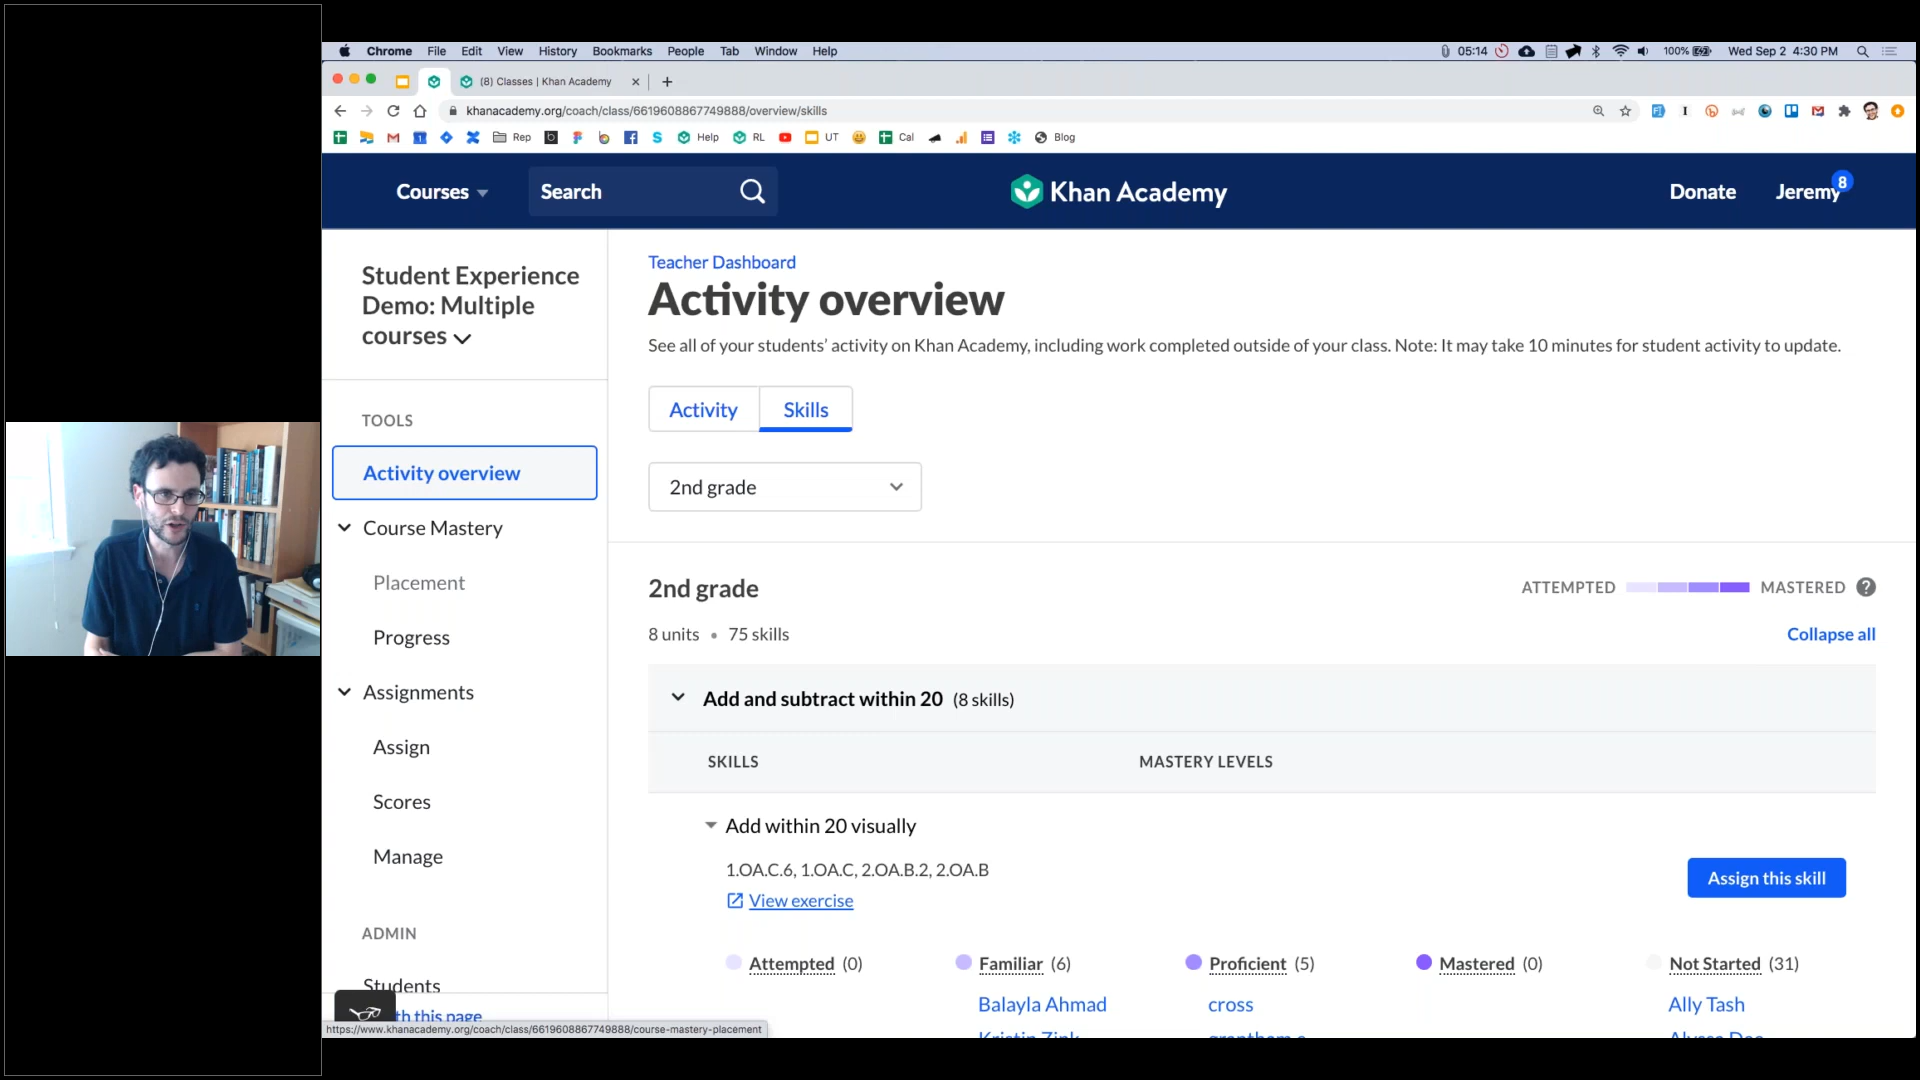 Chrome File Edit View History Bookmarks People Tab Window Help
05:14 100% Wed Sep 2 4:30 PM
(8) Classes | Khan Academy
khanacademy.org/coach/class/6619608867749888/overview/skills
Rep Help RL UT Cal Blog
Courses Search Khan Academy Donate Jeremy 8
Student Experience
Demo: Multiple
courses
TOOLS
Activity overview
Course Mastery
Placement
Progress
Assignments
Assign
Scores
Manage
ADMIN
Students
th this page
https://www.khanacademy.org/coach/class/6619608867749888/course-mastery-placement
Teacher Dashboard
Activity overview
See all of your students’ activity on Khan Academy, including work completed outside of your class. Note: It may take 10 minutes for student activity to update.
Activity Skills
2nd grade
2nd grade
ATTEMPTED MASTERED ?
8 units • 75 skills
Collapse all
Add and subtract within 20 (8 skills)
SKILLS MASTERY LEVELS
Add within 20 visually
1.OA.C.6, 1.OA.C, 2.OA.B.2, 2.OA.B
View exercise
Assign this skill
Attempted (0) Familiar (6) Proficient (5) Mastered (0) Not Started (31)
Balayla Ahmad cross Ally Tash